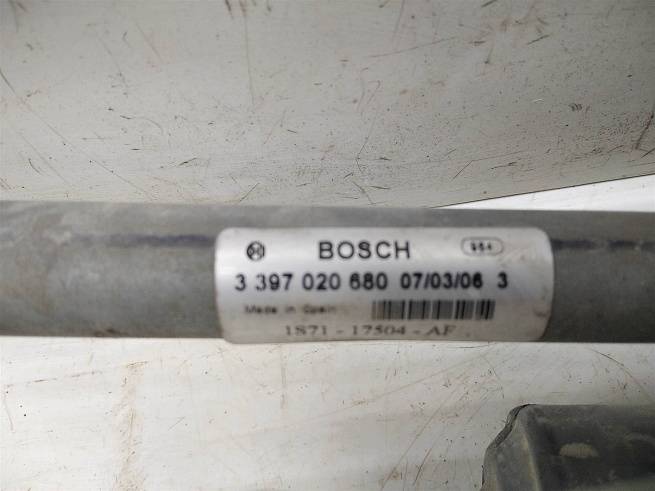 BOSCH
3 397 020 680 07/03/06 3
Made in Spain
1S71 - 17504 - AF